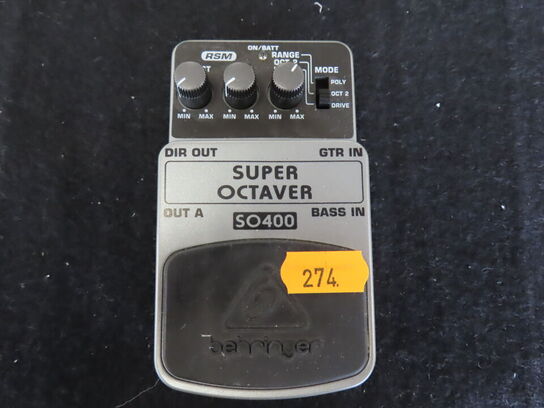 ON/BATT
RSM
RANGE
OCT 2
MODE
POLY
OCT 2
DRIVE
MIN MAX MIN MAX MIN MAX
DIR OUT GTR IN
SUPER
OCTAVER
OUT A BASS IN
SO400
274.
behringer